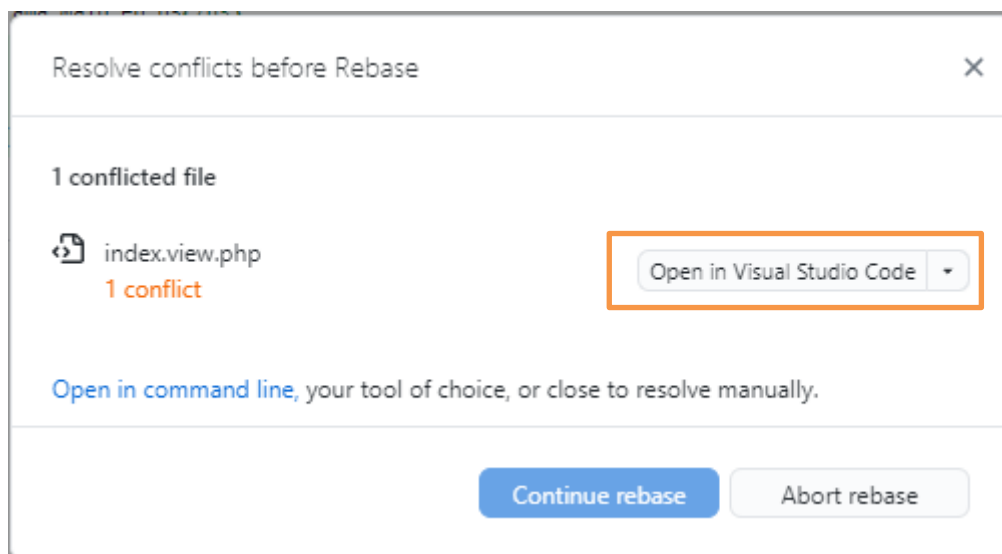 Resolve conflicts before Rebase
1 conflicted file
index.view.php
1 conflict
Open in Visual Studio Code
Open in command line, your tool of choice, or close to resolve manually.
Continue rebase
Abort rebase